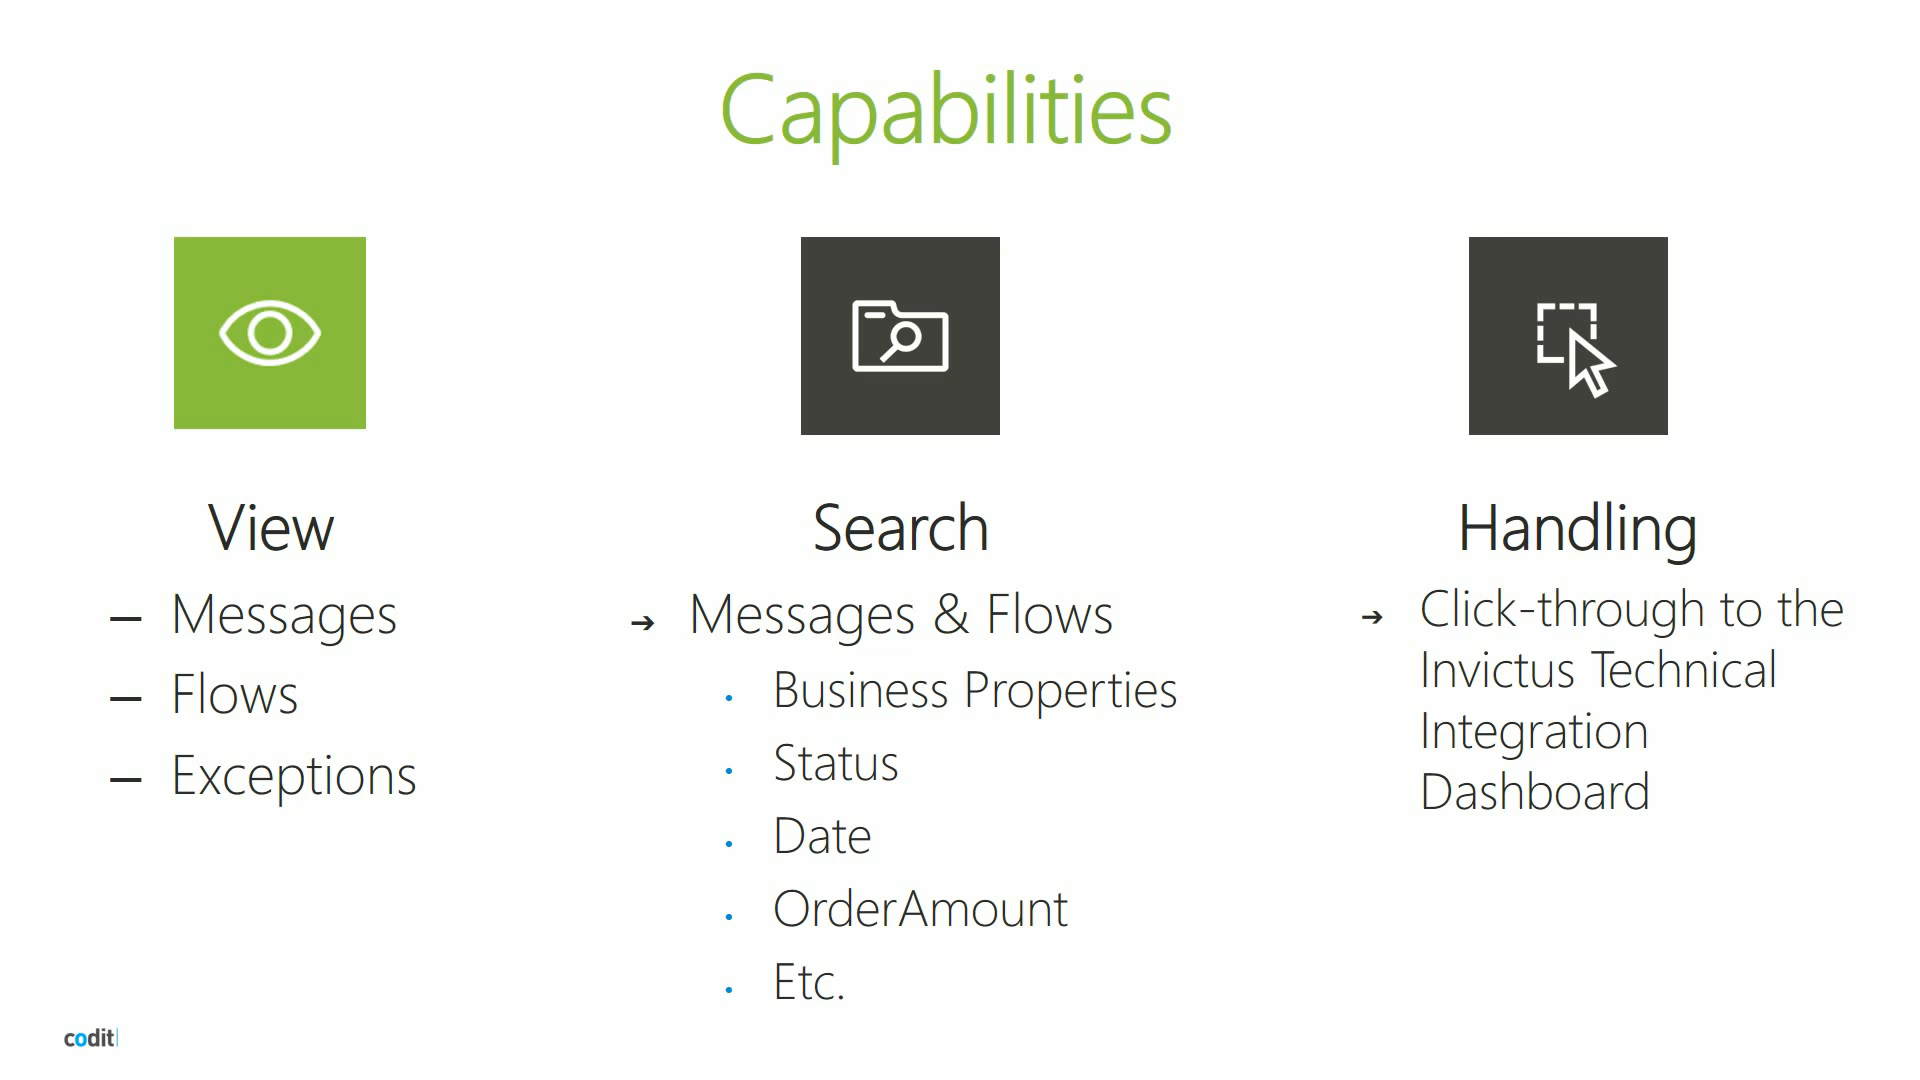 Capabilities
View
– Messages
– Flows
– Exceptions
Search
➔ Messages & Flows
• Business Properties
• Status
• Date
• OrderAmount
• Etc.
Handling
➔ Click-through to the
Invictus Technical
Integration
Dashboard
codit